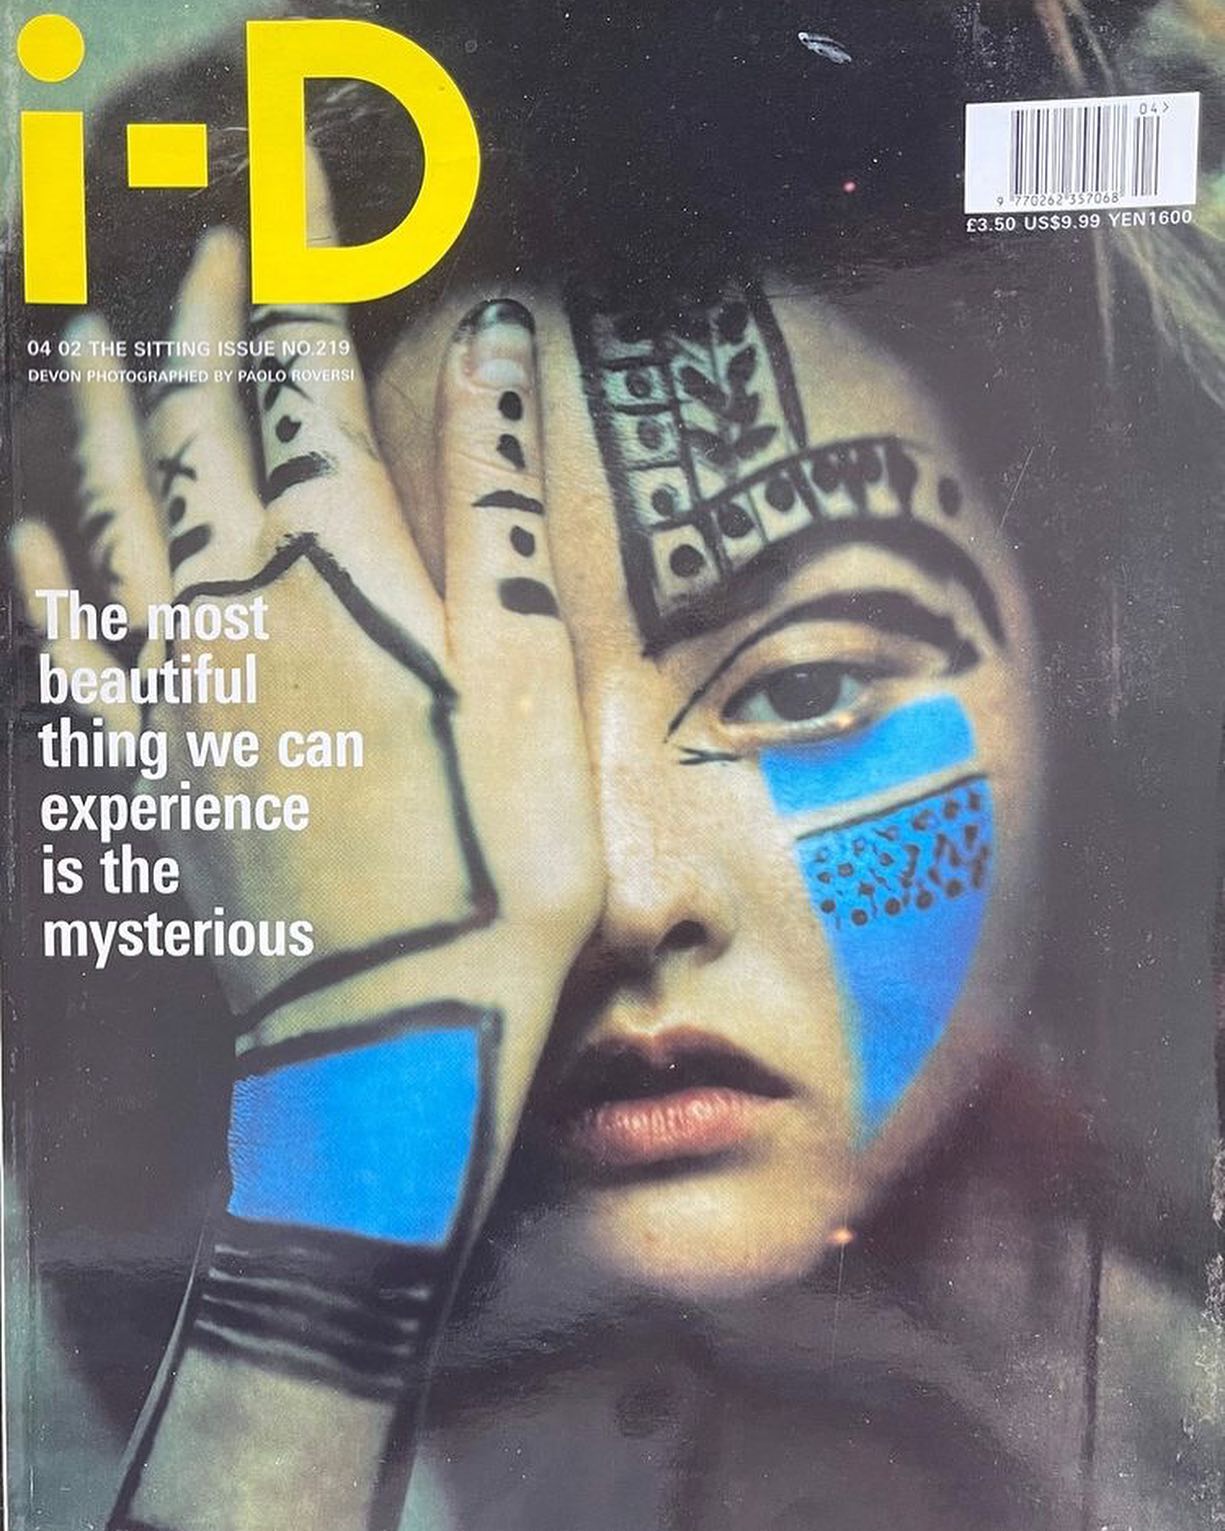 i-D
04>
9 770262 357068
£3.50 US$9.99 YEN1600
04 02 THE SITTING ISSUE NO.219
DEVON PHOTOGRAPHED BY PAOLO ROVERSI
The most
beautiful
thing we can
experience
is the
mysterious